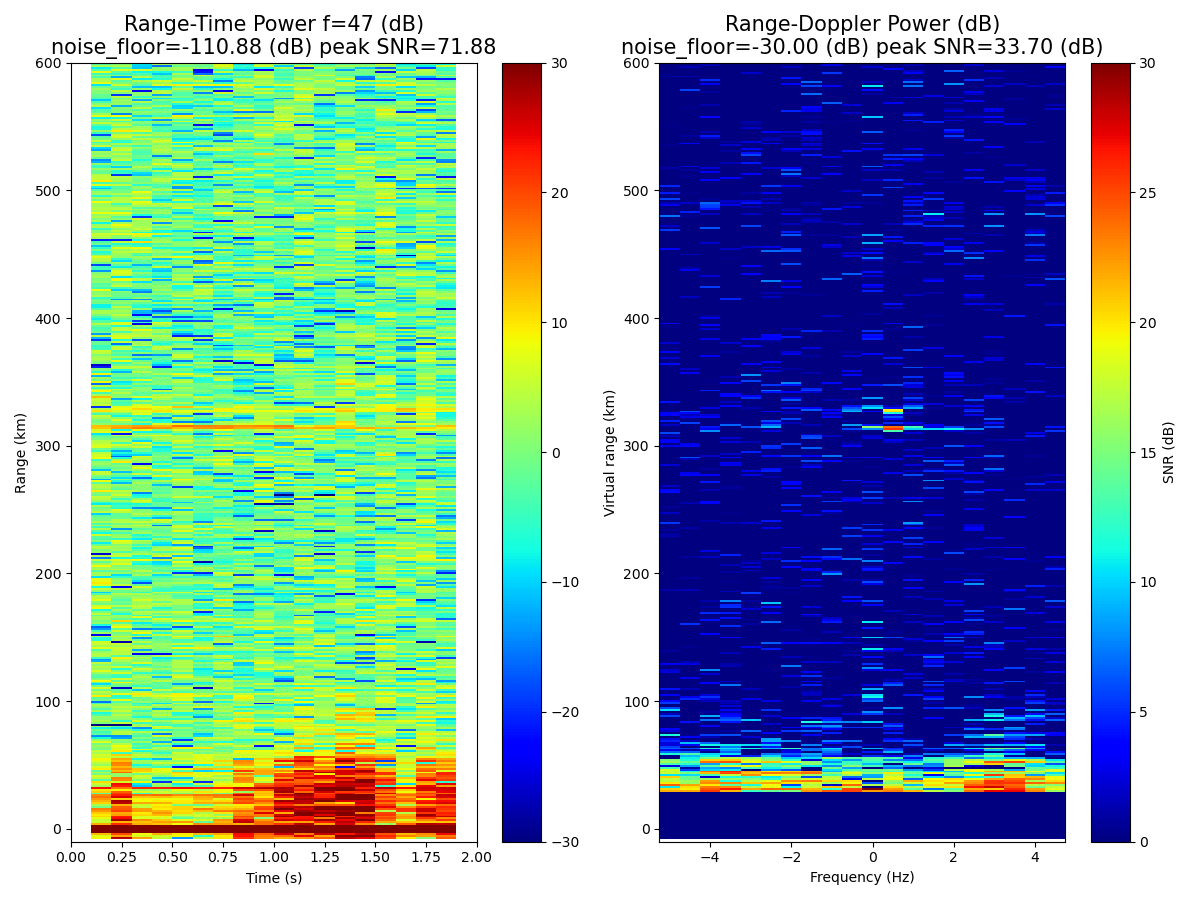 Range-Time Power f=47 (dB)
noise_floor=-110.88 (dB) peak SNR=71.88
Range-Doppler Power (dB)
noise_floor=-30.00 (dB) peak SNR=33.70 (dB)
600
500
400
300
200
100
0
Range (km)
0.00 0.25 0.50 0.75 1.00 1.25 1.50 1.75 2.00
Time (s)
30
20
10
0
−10
−20
−30
600
500
400
300
200
100
0
Virtual range (km)
−4 −2 0 2 4
Frequency (Hz)
30
25
20
15
10
5
0
SNR (dB)